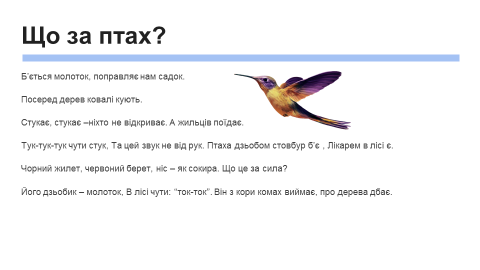 Що за птах?
Б’ється молоток, поправляє нам садок.
Посеред дерев ковалі кують.
Стукає, стукає –ніхто не відкриває. А жильців поїдає.
Тук-тук-тук чути стук, Та цей звук не від рук. Птаха дзьобом стовбур б’є , Лікарем в лісі є.
Чорний жилет, червоний берет, ніс – як сокира. Що це за сила?
Його дзьобик – молоток, В лісі чути: “ток-ток”. Він з кори комах виймає, про дерева дбає.